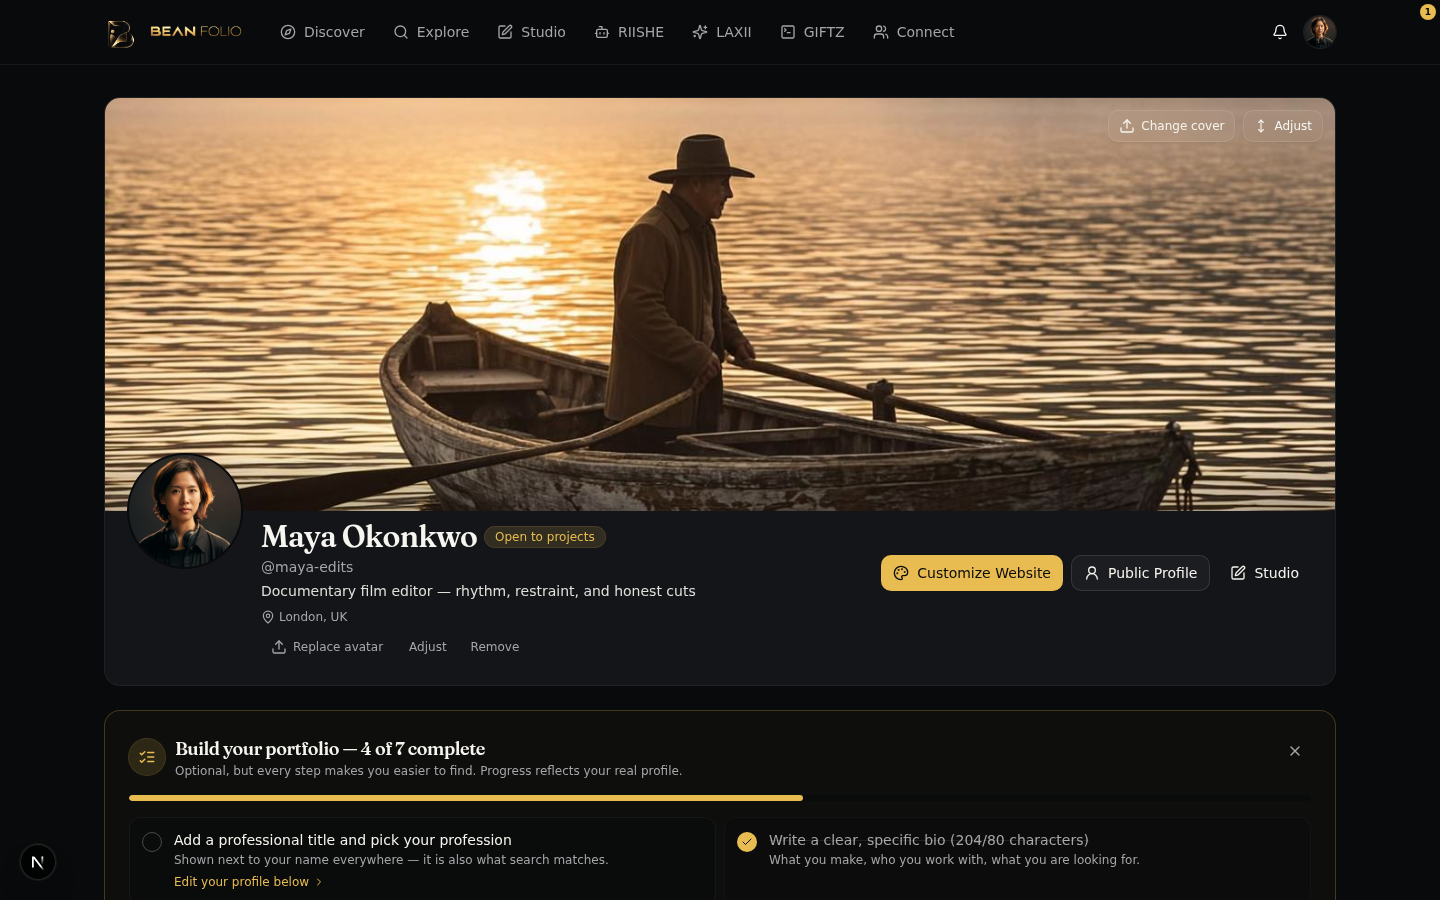 BEAN FOLIO
Discover
Explore
Studio
RIISHE
LAXII
GIFTZ
Connect
1
Change cover
Adjust
Maya Okonkwo
Open to projects
@maya-edits
Documentary film editor — rhythm, restraint, and honest cuts
London, UK
Replace avatar
Adjust
Remove
Customize Website
Public Profile
Studio
Build your portfolio — 4 of 7 complete
Optional, but every step makes you easier to find. Progress reflects your real profile.
Add a professional title and pick your profession
Shown next to your name everywhere — it is also what search matches.
Edit your profile below
Write a clear, specific bio (204/80 characters)
What you make, who you work with, what you are looking for.
N